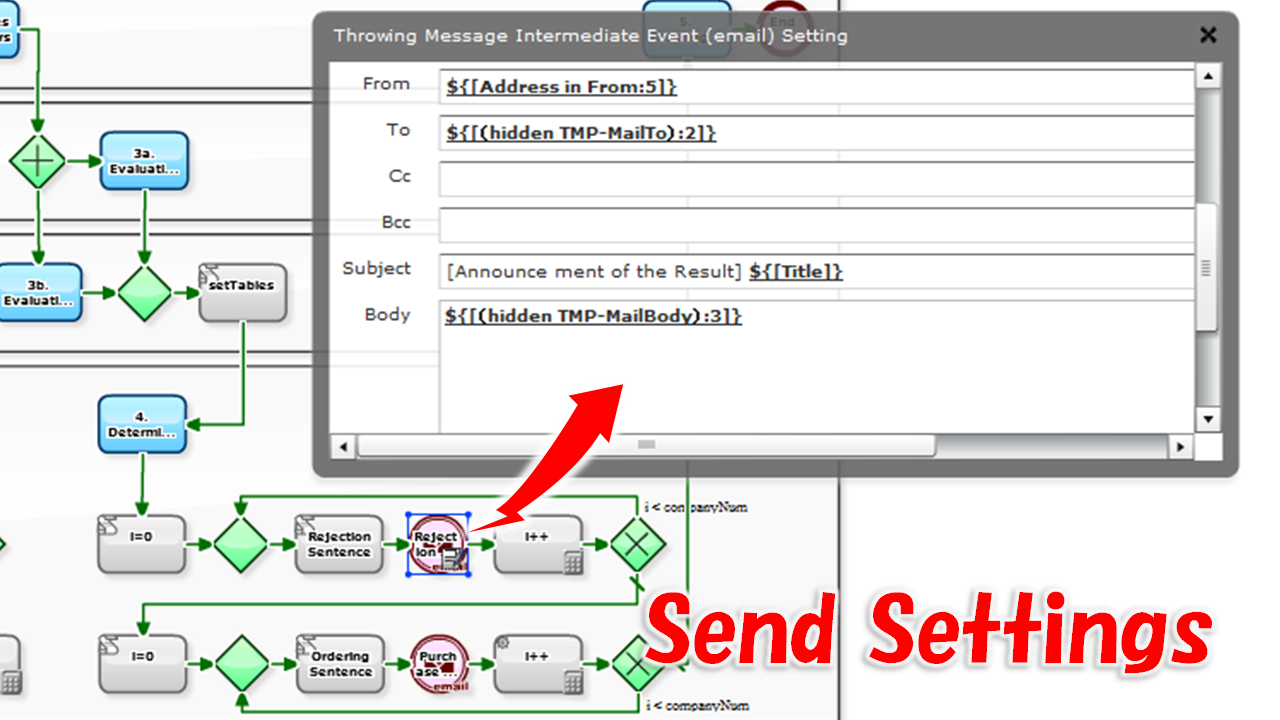 Throwing Message Intermediate Event (email) Setting
5.
End
From ${[Address in From:5]}
To ${[(hidden TMP-MailTo):2]}
Cc
Bcc
Subject [Announce ment of the Result] ${[Title]}
Body ${[(hidden TMP-MailBody):3]}
3a.
Evaluati...
3b.
Evaluati...
setTables
4.
Determi...
i < companyNum
I=0
Rejection
Sentence
Reject
ion
email
I++
Send Settings
I=0
Ordering
Sentence
Purch
ase ...
email
I++
i < companyNum